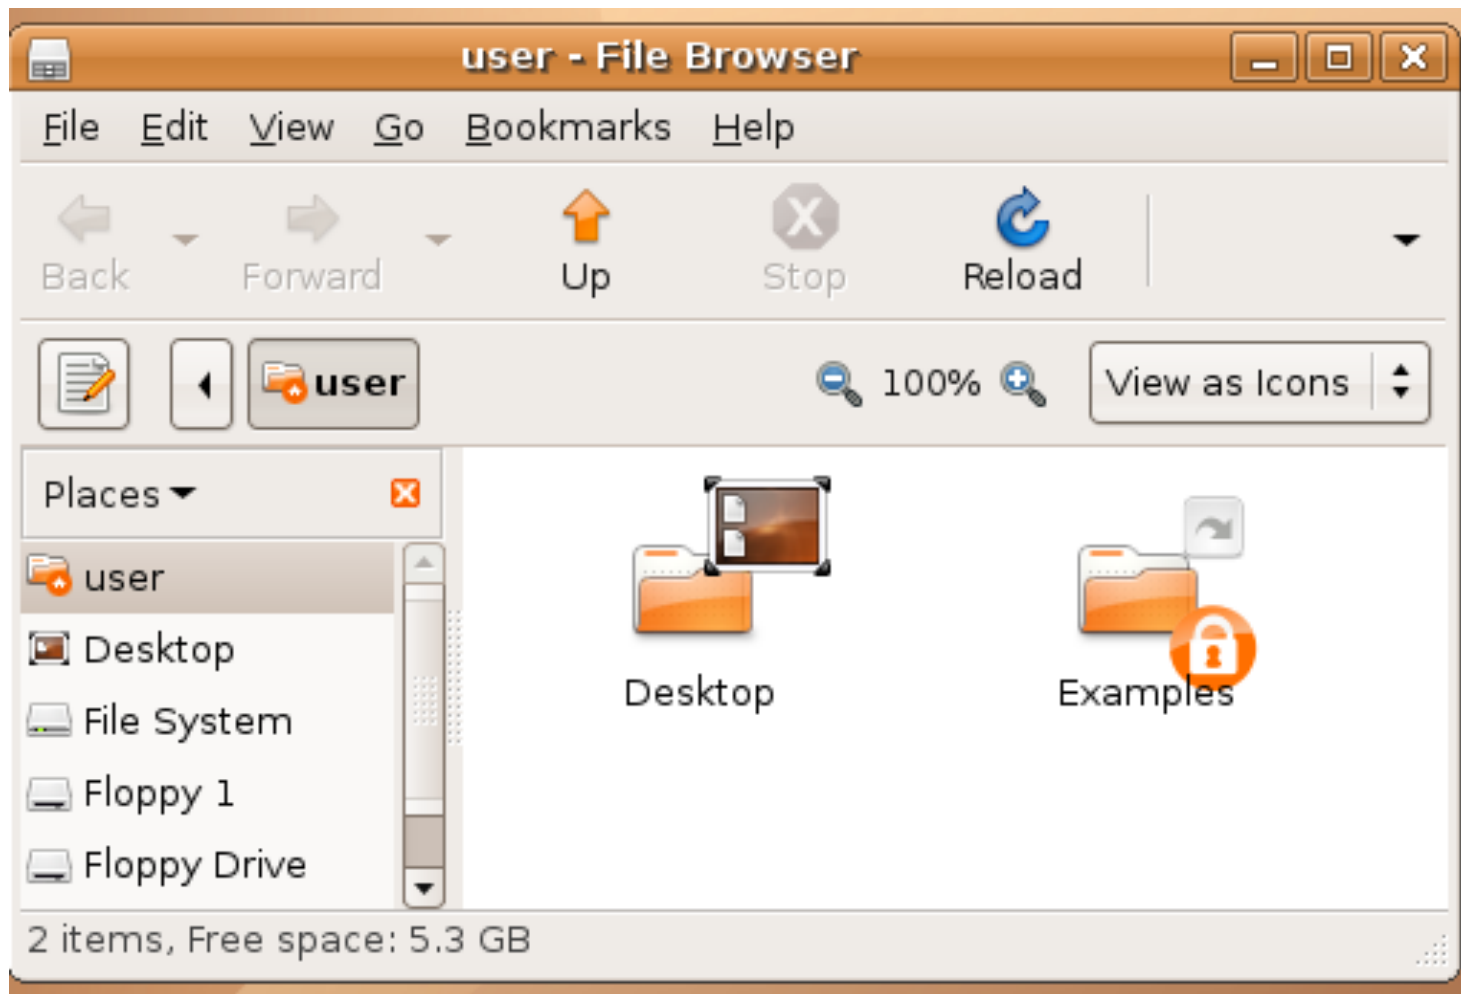 user - File Browser
File Edit View Go Bookmarks Help
Back Forward Up Stop Reload
user 100% View as Icons
Places
user
Desktop
File System
Floppy 1
Floppy Drive
Desktop Examples
2 items, Free space: 5.3 GB